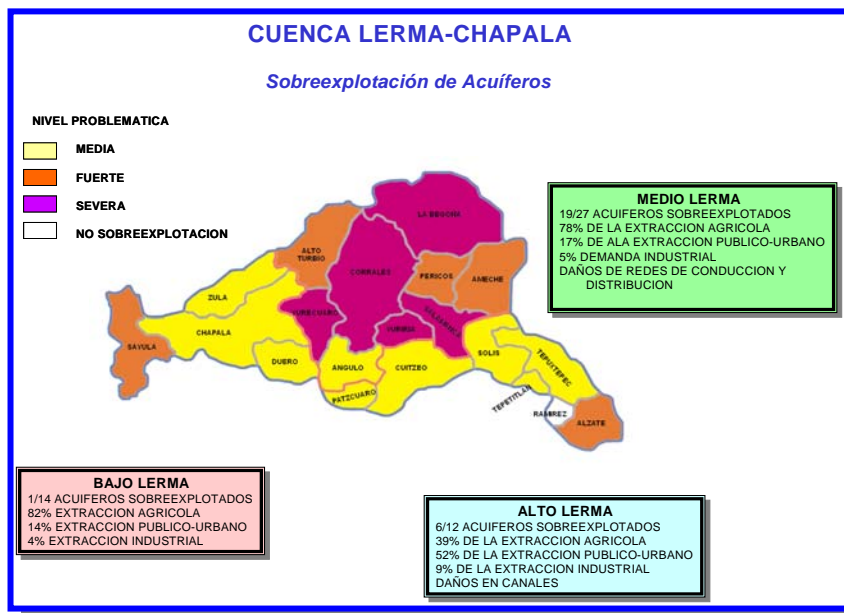 CUENCA LERMA-CHAPALA
Sobreexplotación de Acuíferos
NIVEL PROBLEMATICA
MEDIA
FUERTE
SEVERA
NO SOBREEXPLOTACION
MEDIO LERMA
19/27 ACUIFEROS SOBREEXPLOTADOS
78% DE LA EXTRACCION AGRICOLA
17% DE ALA EXTRACCION PUBLICO-URBANO
5% DEMANDA INDUSTRIAL
DAÑOS DE REDES DE CONDUCCION Y
DISTRIBUCION
LA BEGOÑA
ALTO
TURBIO
CORRALES
PERICOS
AMECHE
ZULA
YURECUARO
SALAMANCA
CHAPALA
YURIRIA
SAYULA
DUERO
ANGULO
CUITZEO
SOLIS
TEPUXTEPEC
PATZCUARO
TEPETITLAN
RAMIREZ
ALZATE
BAJO LERMA
1/14 ACUIFEROS SOBREEXPLOTADOS
82% EXTRACCION AGRICOLA
14% EXTRACCION PUBLICO-URBANO
4% EXTRACCION INDUSTRIAL
ALTO LERMA
6/12 ACUIFEROS SOBREEXPLOTADOS
39% DE LA EXTRACCION AGRICOLA
52% DE LA EXTRACCION PUBLICO-URBANO
9% DE LA EXTRACCION INDUSTRIAL
DAÑOS EN CANALES